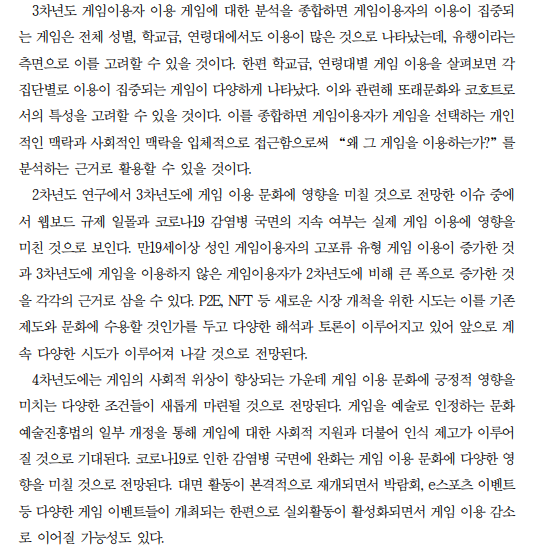 3차년도 게임이용자 이용 게임에 대한 분석을 종합하면 게임이용자의 이용이 집중되
는 게임은 전체 성별, 학교급, 연령대에서도 이용이 많은 것으로 나타났는데, 유행이라는
측면으로 이를 고려할 수 있을 것이다. 한편 학교급, 연령대별 게임 이용을 살펴보면 각
집단별로 이용이 집중되는 게임이 다양하게 나타났다. 이와 관련해 또래문화와 코호트로
서의 특성을 고려할 수 있을 것이다. 이를 종합하면 게임이용자가 게임을 선택하는 개인
적인 맥락과 사회적인 맥락을 입체적으로 접근함으로써 “왜 그 게임을 이용하는가?”를
분석하는 근거로 활용할 수 있을 것이다.
2차년도 연구에서 3차년도에 게임 이용 문화에 영향을 미칠 것으로 전망한 이슈 중에
서 웹보드 규제 일몰과 코로나19 감염병 국면의 지속 여부는 실제 게임 이용에 영향을
미친 것으로 보인다. 만19세이상 성인 게임이용자의 고포류 유형 게임 이용이 증가한 것
과 3차년도에 게임을 이용하지 않은 게임이용자가 2차년도에 비해 큰 폭으로 증가한 것
을 각각의 근거로 삼을 수 있다. P2E, NFT 등 새로운 시장 개척을 위한 시도는 이를 기존
제도와 문화에 수용할 것인가를 두고 다양한 해석과 토론이 이루어지고 있어 앞으로 계
속 다양한 시도가 이루어져 나갈 것으로 전망된다.
4차년도에는 게임의 사회적 위상이 향상되는 가운데 게임 이용 문화에 긍정적 영향을
미치는 다양한 조건들이 새롭게 마련될 것으로 전망된다. 게임을 예술로 인정하는 문화
예술진흥법의 일부 개정을 통해 게임에 대한 사회적 지원과 더불어 인식 제고가 이루어
질 것으로 기대된다. 코로나19로 인한 감염병 국면에 완화는 게임 이용 문화에 다양한 영
향을 미칠 것으로 전망된다. 대면 활동이 본격적으로 재개되면서 박람회, e스포츠 이벤트
등 다양한 게임 이벤트들이 개최되는 한편으로 실외활동이 활성화되면서 게임 이용 감소
로 이어질 가능성도 있다.